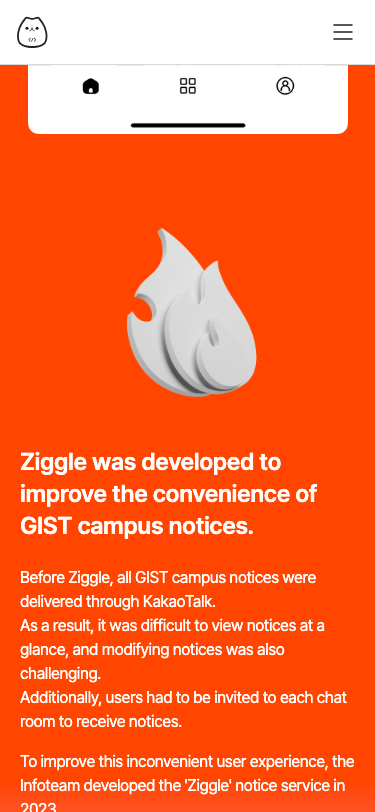 Ziggle was developed to
improve the convenience of
GIST campus notices.
Before Ziggle, all GIST campus notices were
delivered through KakaoTalk.
As a result, it was difficult to view notices at a
glance, and modifying notices was also
challenging.
Additionally, users had to be invited to each chat
room to receive notices.
To improve this inconvenient user experience, the
Infoteam developed the 'Ziggle' notice service in
2023